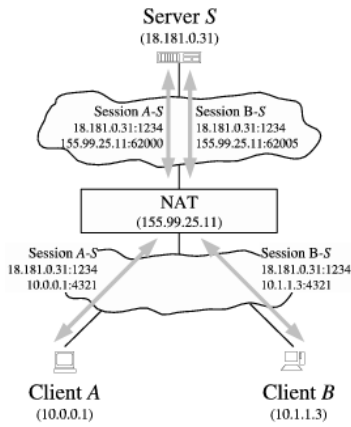 Server S
(18.181.0.31)
Session A-S
18.181.0.31:1234
155.99.25.11:62000
Session B-S
18.181.0.31:1234
155.99.25.11:62005
NAT
(155.99.25.11)
Session A-S
18.181.0.31:1234
10.0.0.1:4321
Session B-S
18.181.0.31:1234
10.1.1.3:4321
Client A
(10.0.0.1)
Client B
(10.1.1.3)